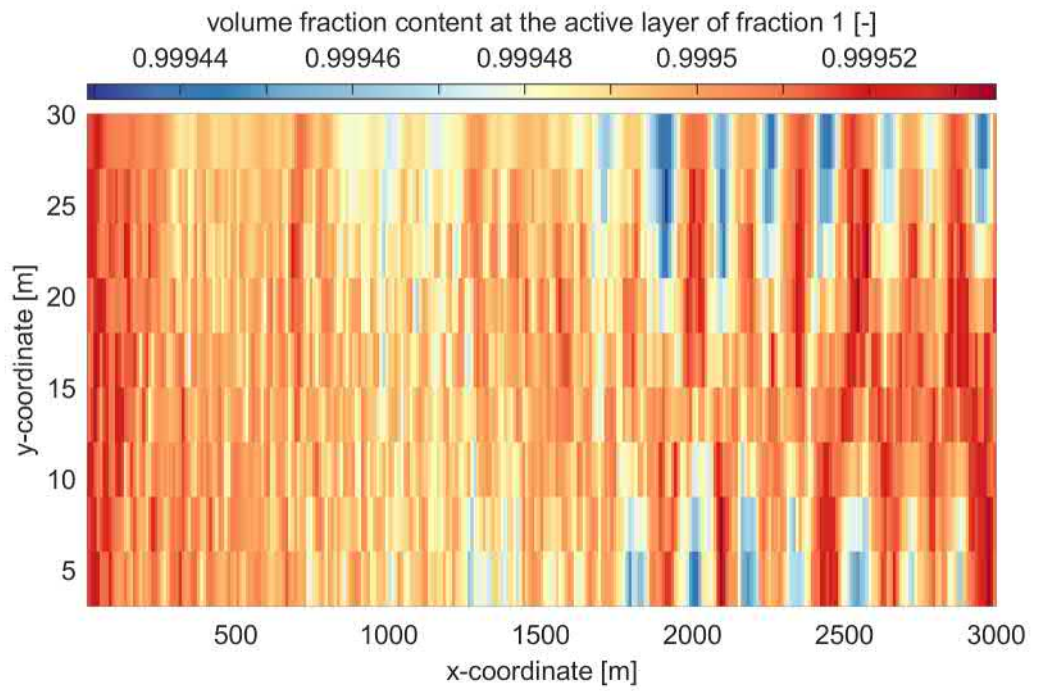 volume fraction content at the active layer of fraction 1 [-]
0.99944 0.99946 0.99948 0.9995 0.99952
30
25
20
15
10
5
y-coordinate [m]
500 1000 1500 2000 2500 3000
x-coordinate [m]